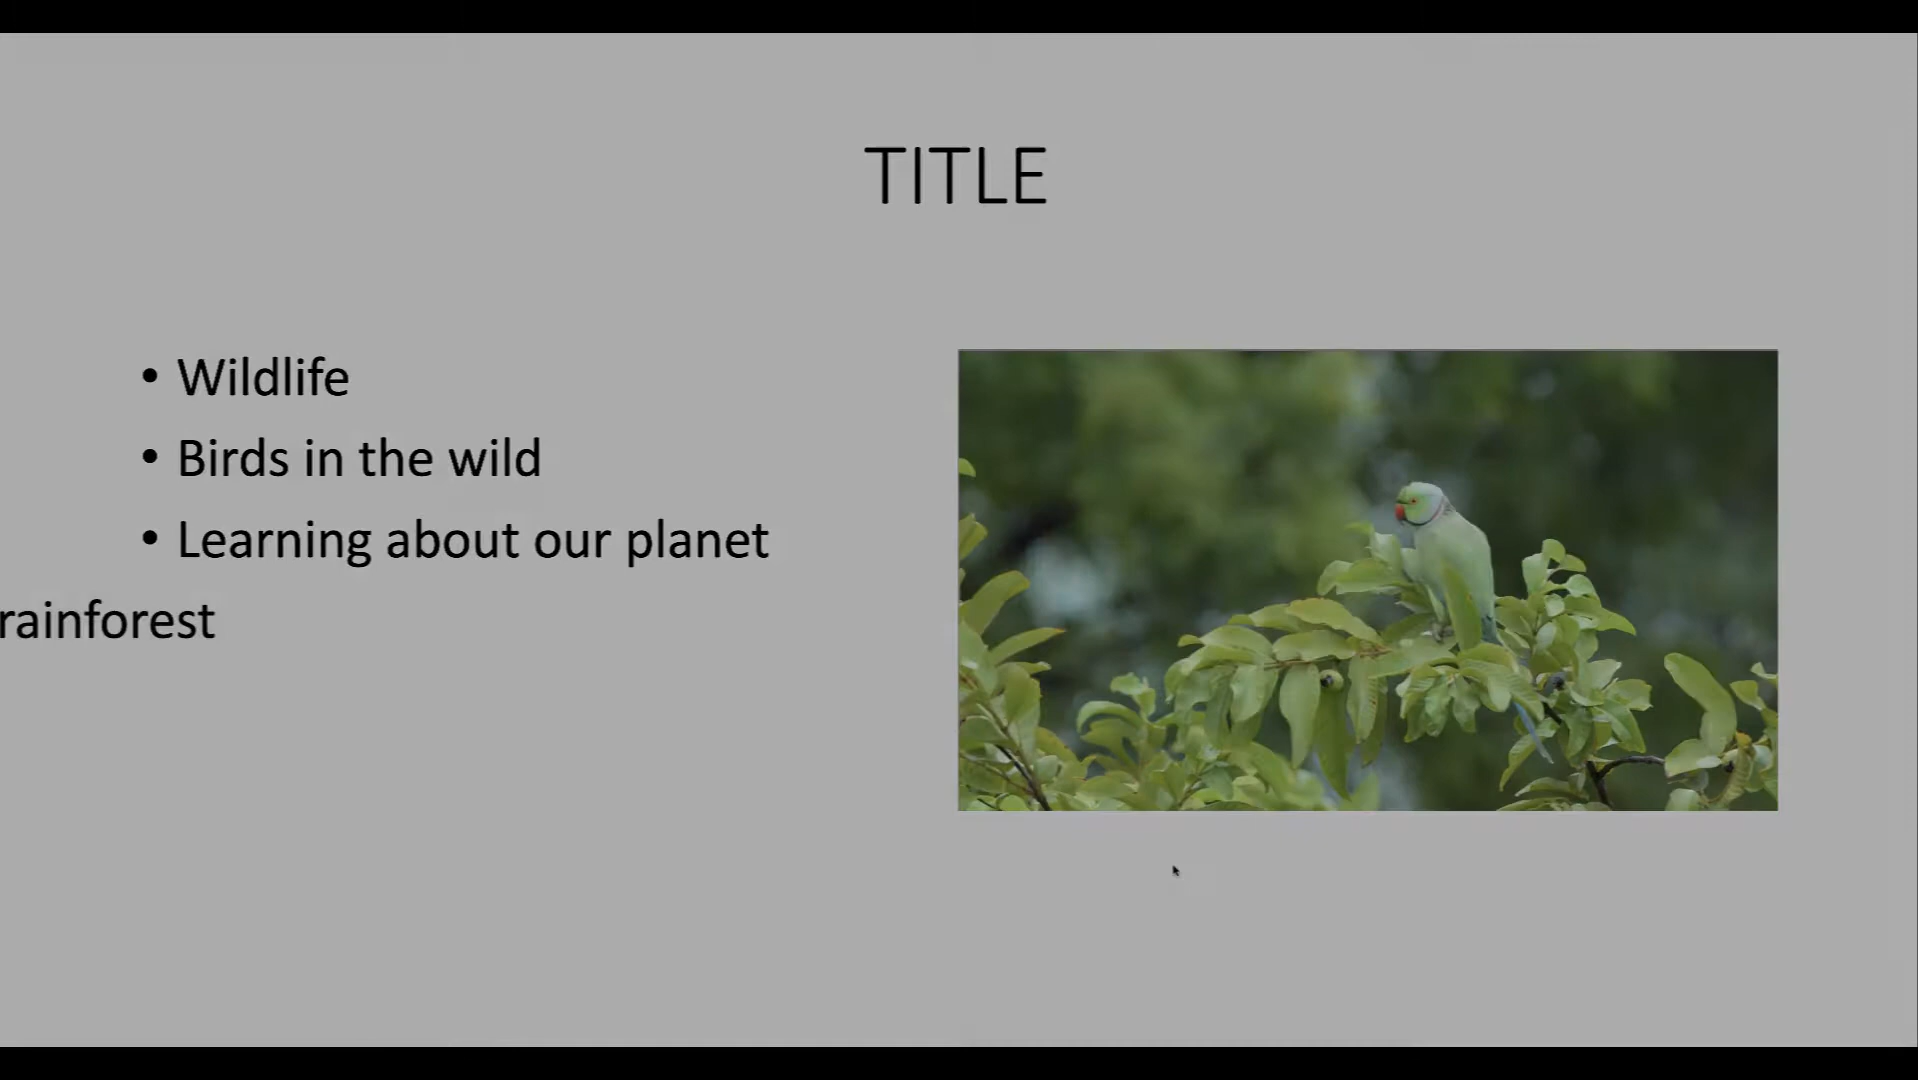 TITLE
• Wildlife
• Birds in the wild
• Learning about our planet
rainforest